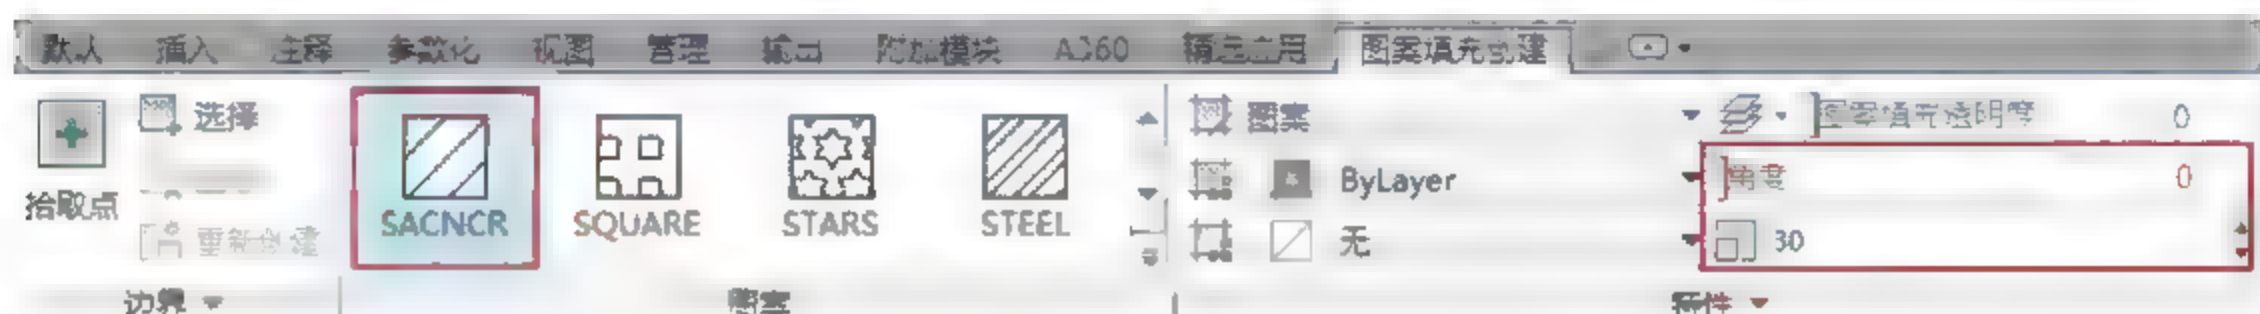 默认 插入 注释 参数化 视图 管理 输出 附加模块 A360 精选应用 图案填充创建
选择 图案 图案填充透明度 0
拾取点 ByLayer 角度 0
重新创建 SACNCR SQUARE STARS STEEL 无 30
边界 图案 特性